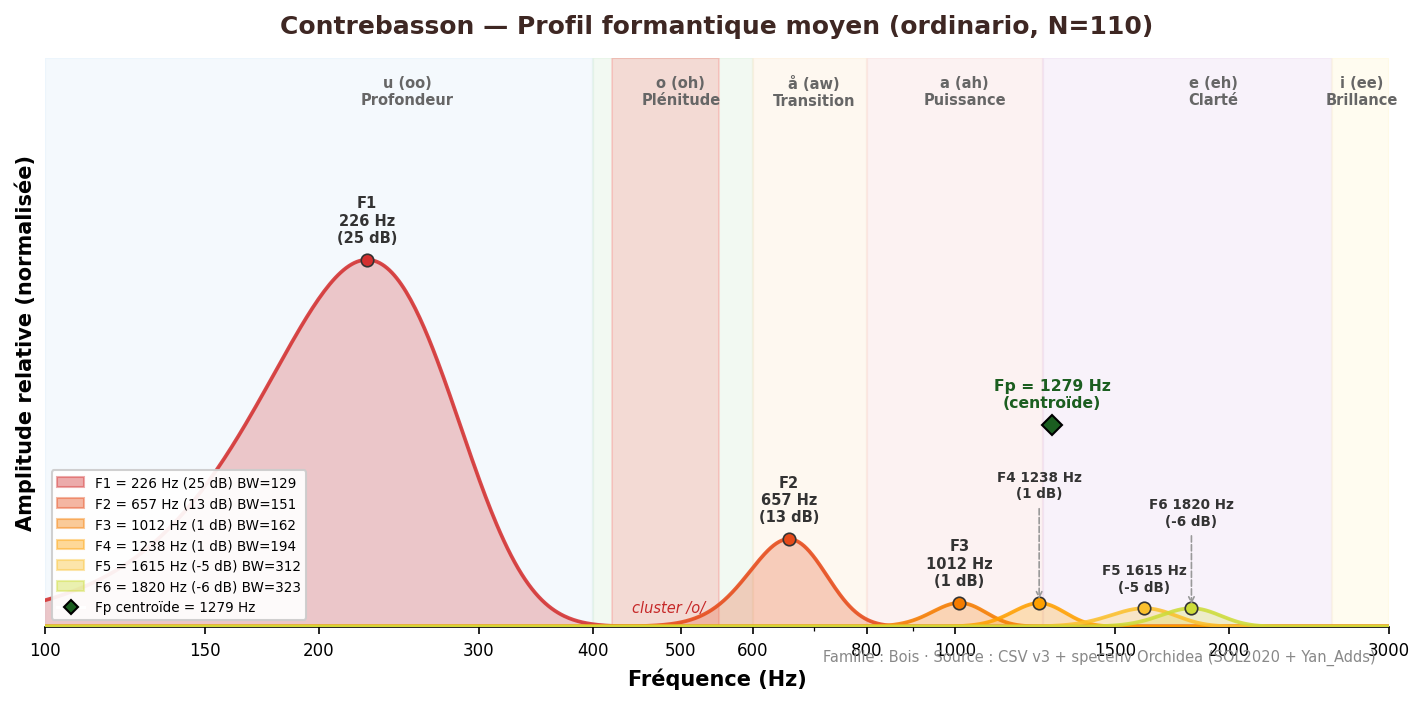 Contrebasson — Profil formantique moyen (ordinario, N=110)
u (oo)
Profondeur
o (oh)
Plénitude
å (aw)
Transition
a (ah)
Puissance
e (eh)
Clarté
i (ee)
Brillance
Amplitude relative (normalisée)
F1
226 Hz
(25 dB)
Fp = 1279 Hz
(centroïde)
F2
657 Hz
(13 dB)
F4 1238 Hz
(1 dB)
F6 1820 Hz
(-6 dB)
F3
1012 Hz
(1 dB)
F5 1615 Hz
(-5 dB)
cluster /o/
F1 = 226 Hz (25 dB) BW=129
F2 = 657 Hz (13 dB) BW=151
F3 = 1012 Hz (1 dB) BW=162
F4 = 1238 Hz (1 dB) BW=194
F5 = 1615 Hz (-5 dB) BW=312
F6 = 1820 Hz (-6 dB) BW=323
Fp centroïde = 1279 Hz
100 150 200 300 400 500 600 800 1000 1500 2000 3000
Famille : Bois · Source : CSV v3 + specenv Orchidea (SOL2020 + Yan_Adds)
Fréquence (Hz)